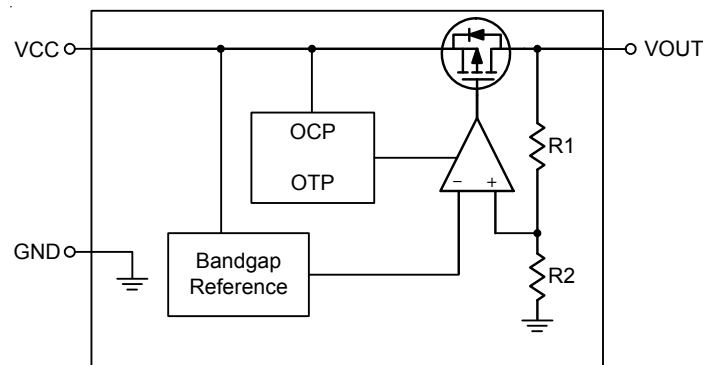 VCC
VOUT
OCP
OTP
R1
− +
GND
Bandgap
Reference
R2